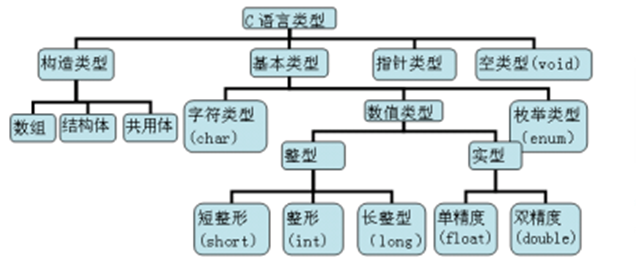 C 语言类型
构造类型
基本类型
指针类型
空类型(void)
数组
结构体
共用体
字符类型
(char)
数值类型
枚举类型
(enum)
整型
实型
短整形
(short)
整形
(int)
长整型
(long)
单精度
(float)
双精度
(double)